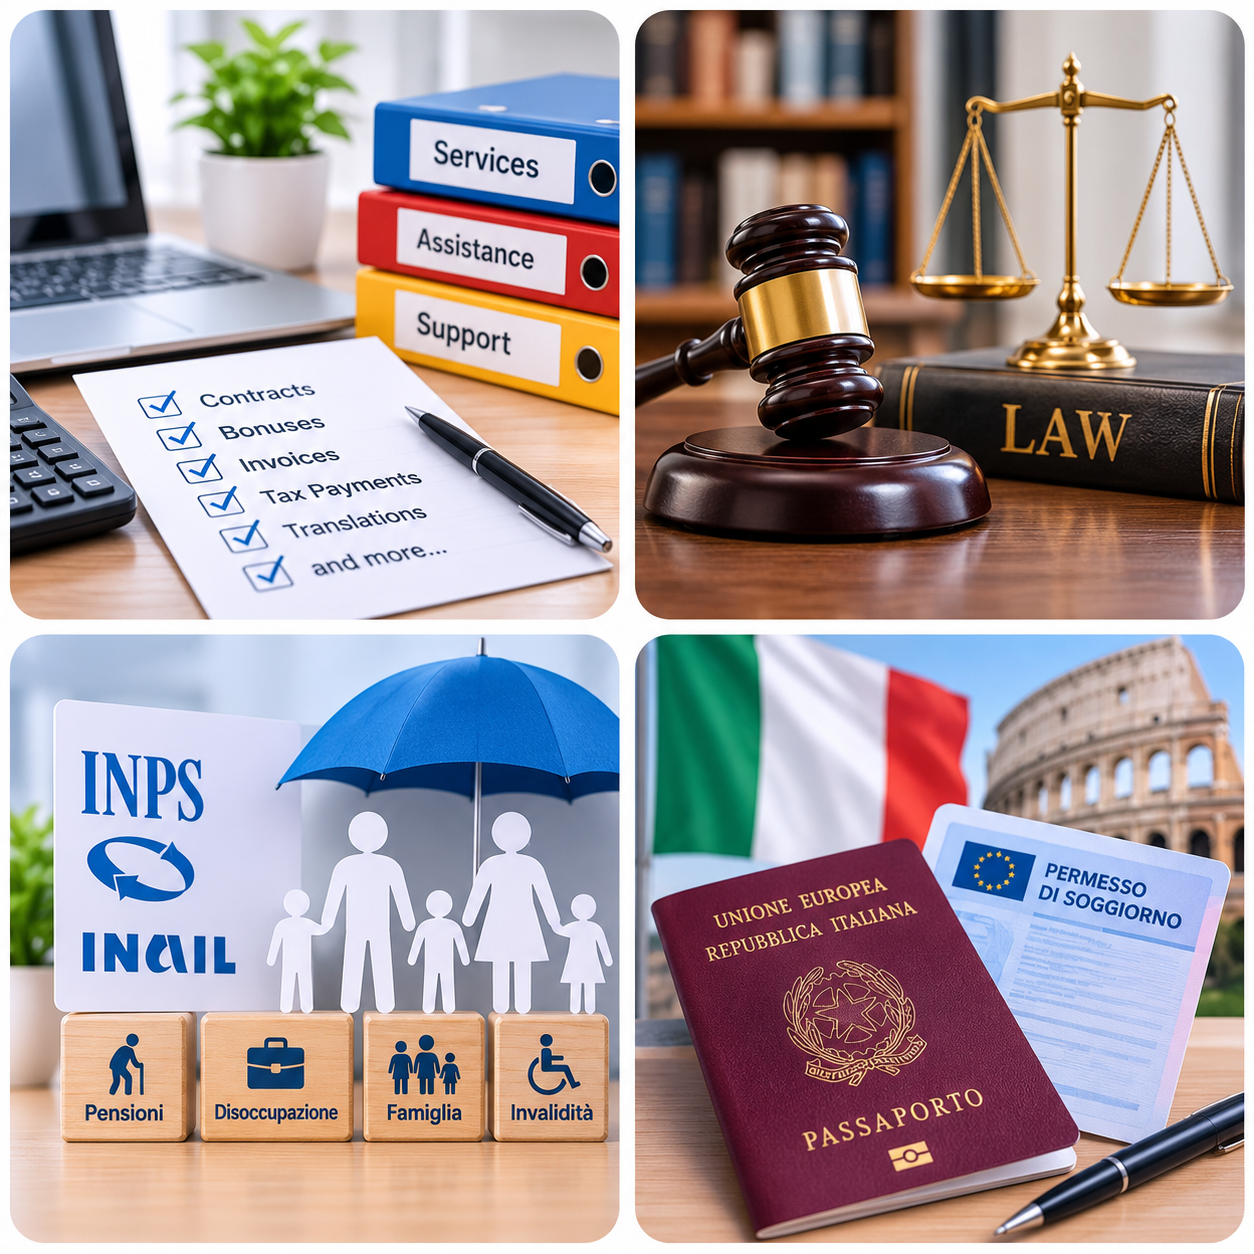 Services
Assistance
Support
Contracts
Bonuses
Invoices
Tax Payments
Translations
and more...
LAW
INPS
INAIL
Pensioni
Disoccupazione
Famiglia
Invalidità
UNIONE EUROPEA
REPUBBLICA ITALIANA
PASSAPORTO
PERMESSO
DI SOGGIORNO